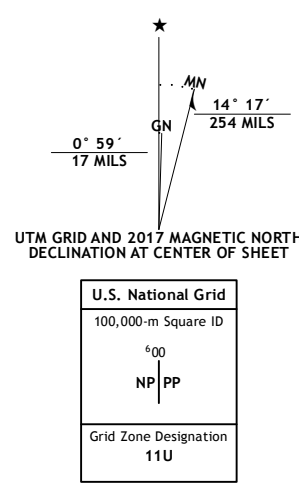 ★
MN
GN
14° 17´
254 MILS
0° 59´
17 MILS
UTM GRID AND 2017 MAGNETIC NORTH
DECLINATION AT CENTER OF SHEET
U.S. National Grid
100,000-m Square ID
⁶00
NP PP
Grid Zone Designation
11U